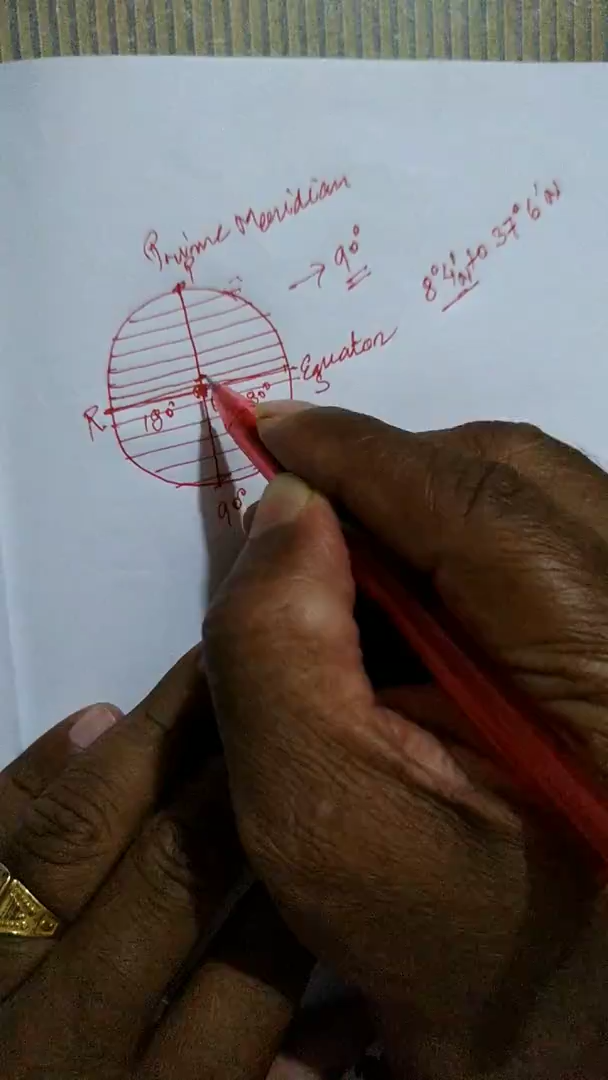 Prime Meridian
P
→ 90°
8°4'N to 37°6'N
Equator
S
R
180°
90°